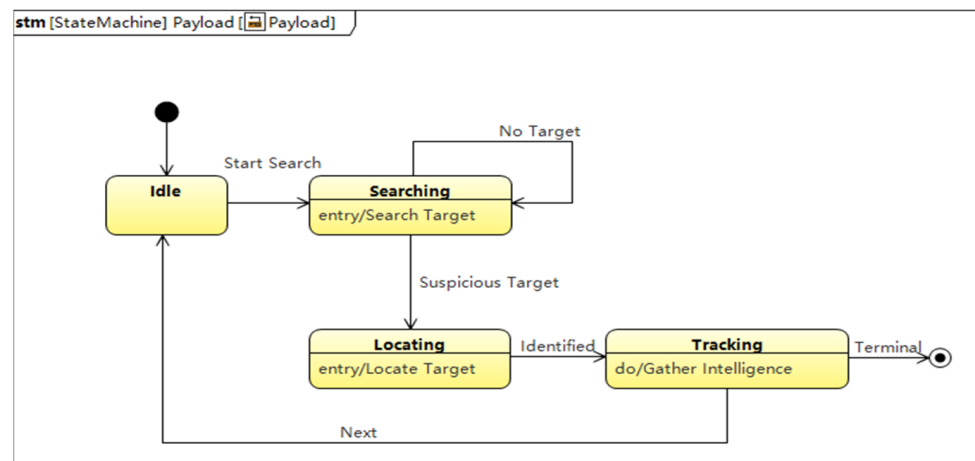 stm [StateMachine] Payload [Payload]
No Target
Start Search
Idle
Searching
entry/Search Target
Suspicious Target
Locating
entry/Locate Target
Identified
Tracking
do/Gather Intelligence
Terminal
Next